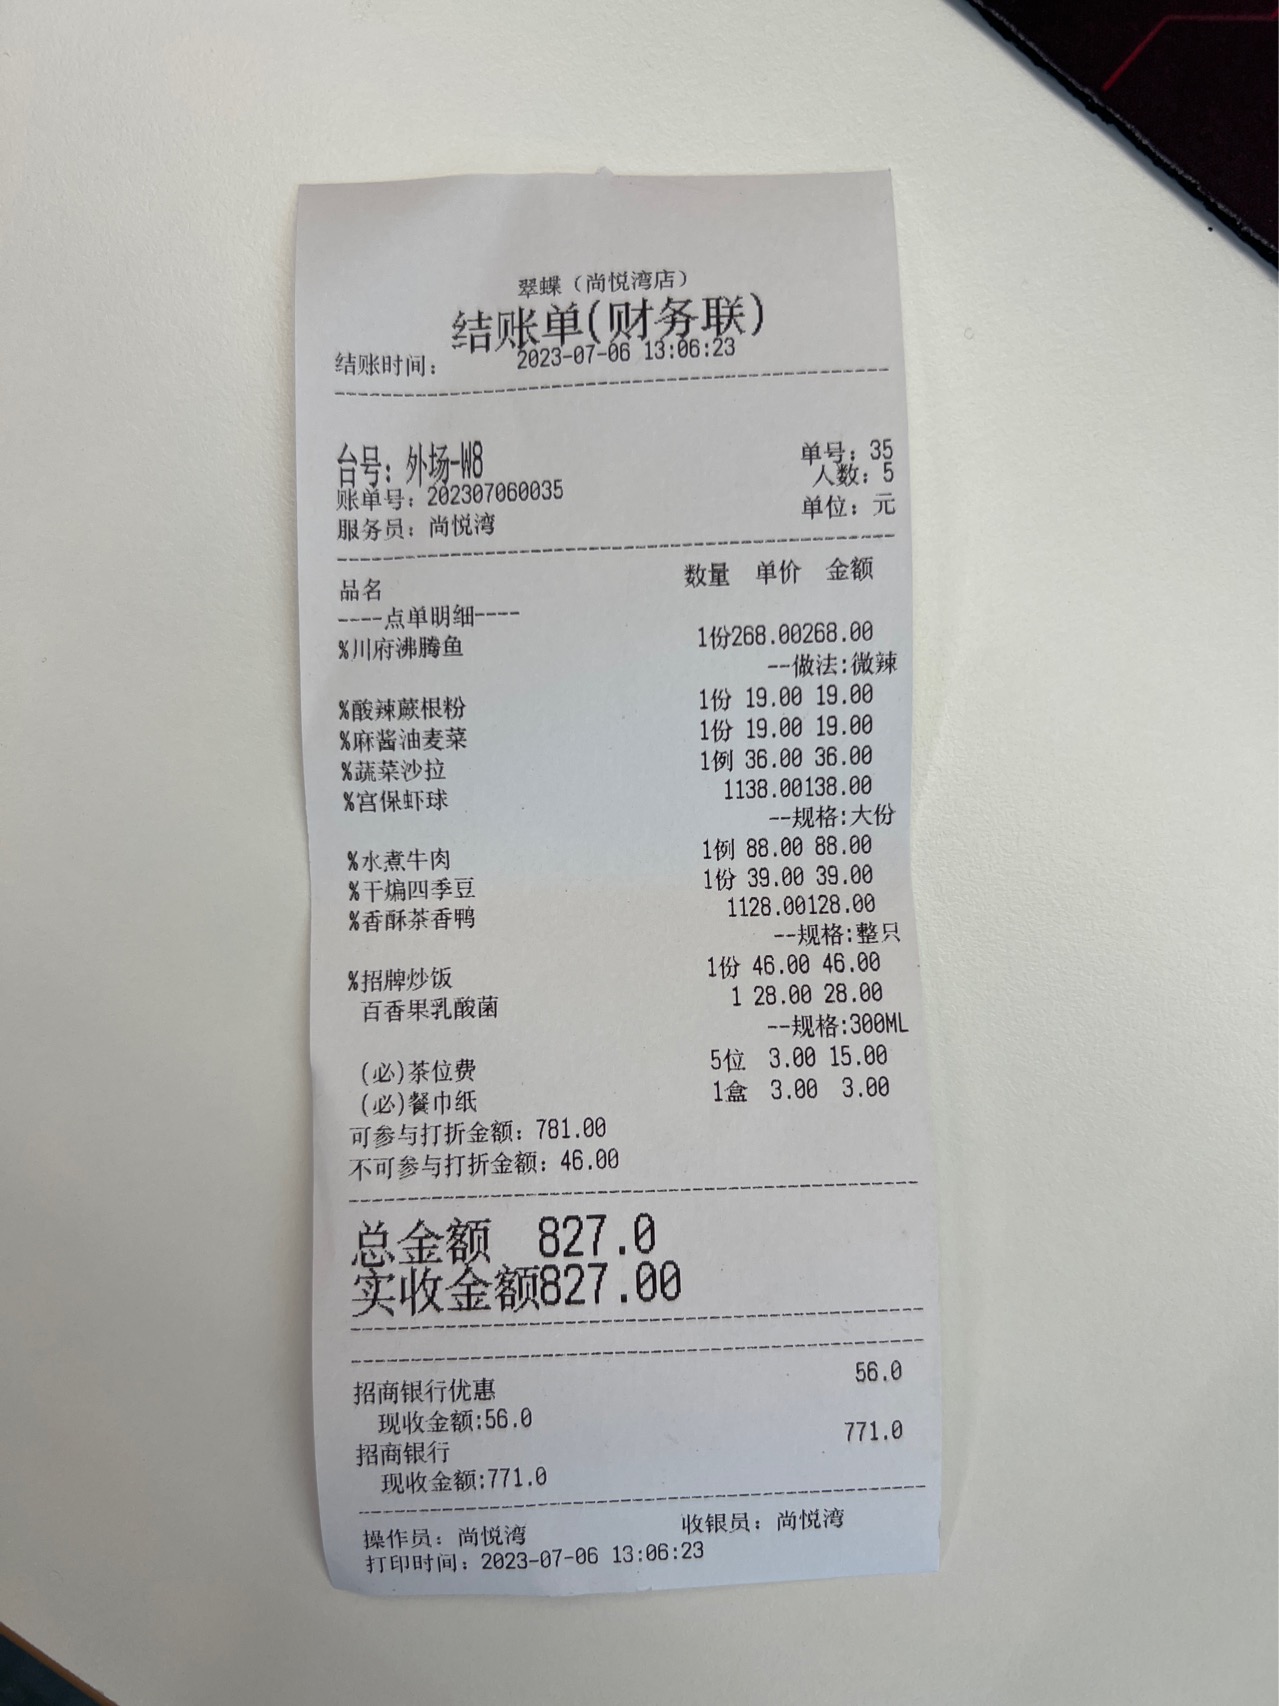 翠蝶（尚悦湾店）
结账单(财务联)
结账时间： 2023-07-06 13:06:23
台号：外场-W8
单号：35
人数：5
账单号：202307060035
单位：元
服务员：尚悦湾
品名 数量 单价 金额
----点单明细----
%川府沸腾鱼 1份268.00268.00
--做法:微辣
%酸辣蕨根粉 1份 19.00 19.00
%麻酱油麦菜 1份 19.00 19.00
%蔬菜沙拉 1例 36.00 36.00
%宫保虾球 1138.00138.00
--规格:大份
%水煮牛肉 1例 88.00 88.00
%干煸四季豆 1份 39.00 39.00
%香酥茶香鸭 1128.00128.00
--规格:整只
%招牌炒饭 1份 46.00 46.00
百香果乳酸菌 1 28.00 28.00
--规格:300ML
(必)茶位费 5位 3.00 15.00
(必)餐巾纸 1盒 3.00 3.00
可参与打折金额：781.00
不可参与打折金额：46.00
总金额 827.0
实收金额827.00
招商银行优惠 56.0
现收金额:56.0
招商银行 771.0
现收金额:771.0
操作员：尚悦湾 收银员：尚悦湾
打印时间：2023-07-06 13:06:23